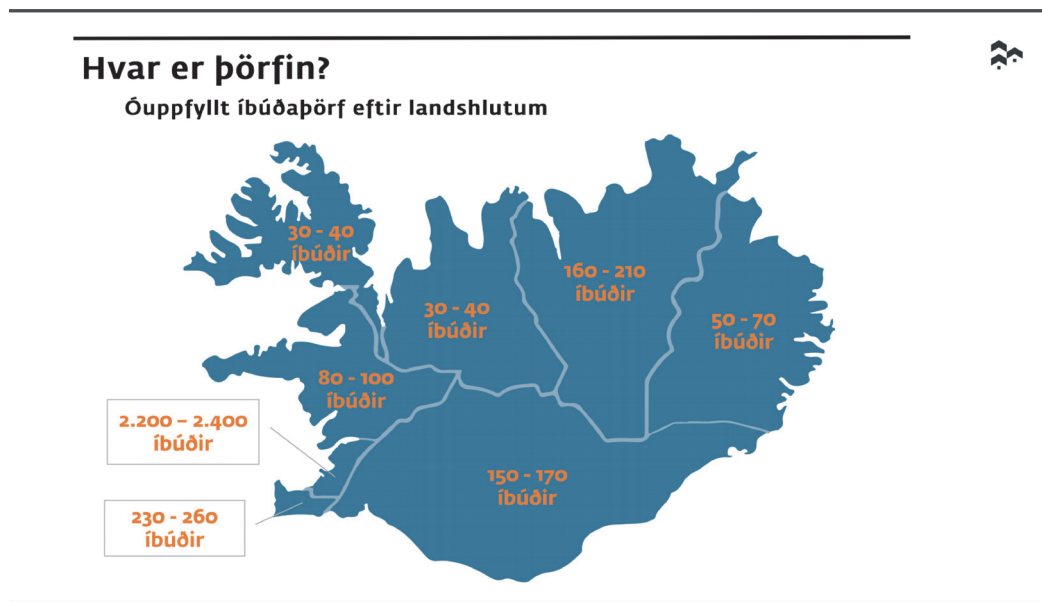 Hvar er þörfin?
Óuppfyllt íbúðaþörf eftir landshlutum
30 - 40
íbúðir
160 - 210
íbúðir
30 - 40
íbúðir
50 - 70
íbúðir
80 - 100
íbúðir
2.200 – 2.400
íbúðir
150 - 170
íbúðir
230 - 260
íbúðir